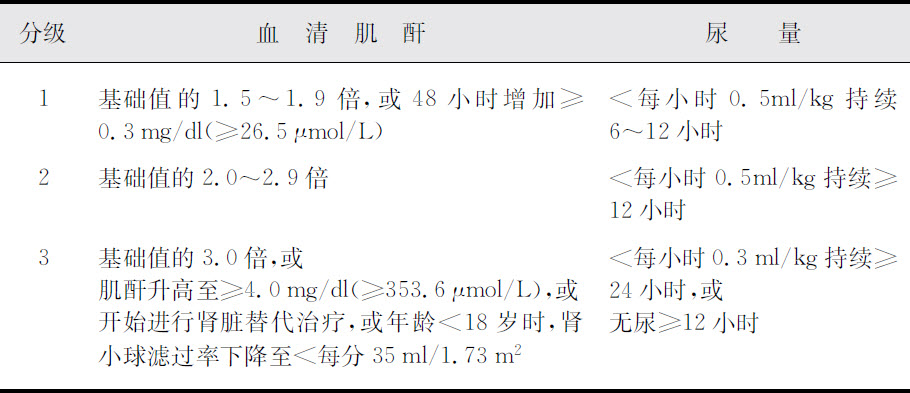 分级 血清肌酐 尿量
1 基础值的 1.5～1.9 倍,或 48 小时增加≥ <每小时 0.5ml/kg 持续
0.3 mg/dl(≥26.5 μmol/L) 6～12 小时
2 基础值的 2.0～2.9 倍 <每小时 0.5ml/kg 持续≥
12 小时
3 基础值的 3.0 倍,或 <每小时 0.3 ml/kg 持续≥
肌酐升高至≥4.0 mg/dl(≥353.6 μmol/L),或 24 小时,或
开始进行肾脏替代治疗,或年龄<18 岁时,肾 无尿≥12 小时
小球滤过率下降至<每分 35 ml/1.73 m²